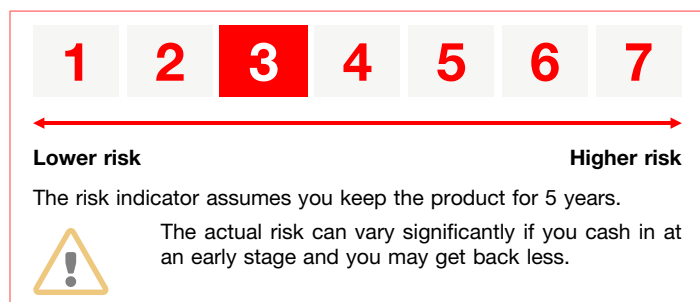 1 2 3 4 5 6 7
Lower risk Higher risk
The risk indicator assumes you keep the product for 5 years.
The actual risk can vary significantly if you cash in at
an early stage and you may get back less.